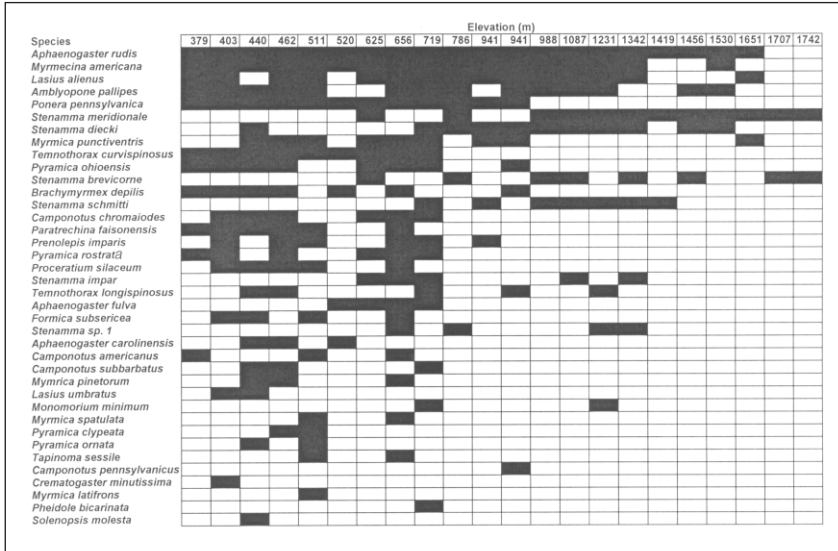 Elevation (m)
Species 379 403 440 462 511 520 625 656 719 786 941 941 988 1087 1231 1342 1419 1456 1530 1651 1707 1742
Aphaenogaster rudis
Myrmecina americana
Lasius alienus
Amblyopone pallipes
Ponera pennsylvanica
Stenamma meridionale
Stenamma diecki
Myrmica punctiventris
Temnothorax curvispinosus
Pyramica ohioensis
Stenamma brevicorne
Brachymyrmex depilis
Stenamma schmitti
Camponotus chromaiodes
Paratrechina faisonensis
Prenolepis imparis
Pyramica rostrata
Proceratium silaceum
Stenamma impar
Temnothorax longispinosus
Aphaenogaster fulva
Formica subsericea
Stenamma sp. 1
Aphaenogaster carolinensis
Camponotus americanus
Camponotus subbarbatus
Mymrica pinetorum
Lasius umbratus
Monomorium minimum
Myrmica spatulata
Pyramica clypeata
Pyramica ornata
Tapinoma sessile
Camponotus pennsylvanicus
Crematogaster minutissima
Myrmica latifrons
Pheidole bicarinata
Solenopsis molesta